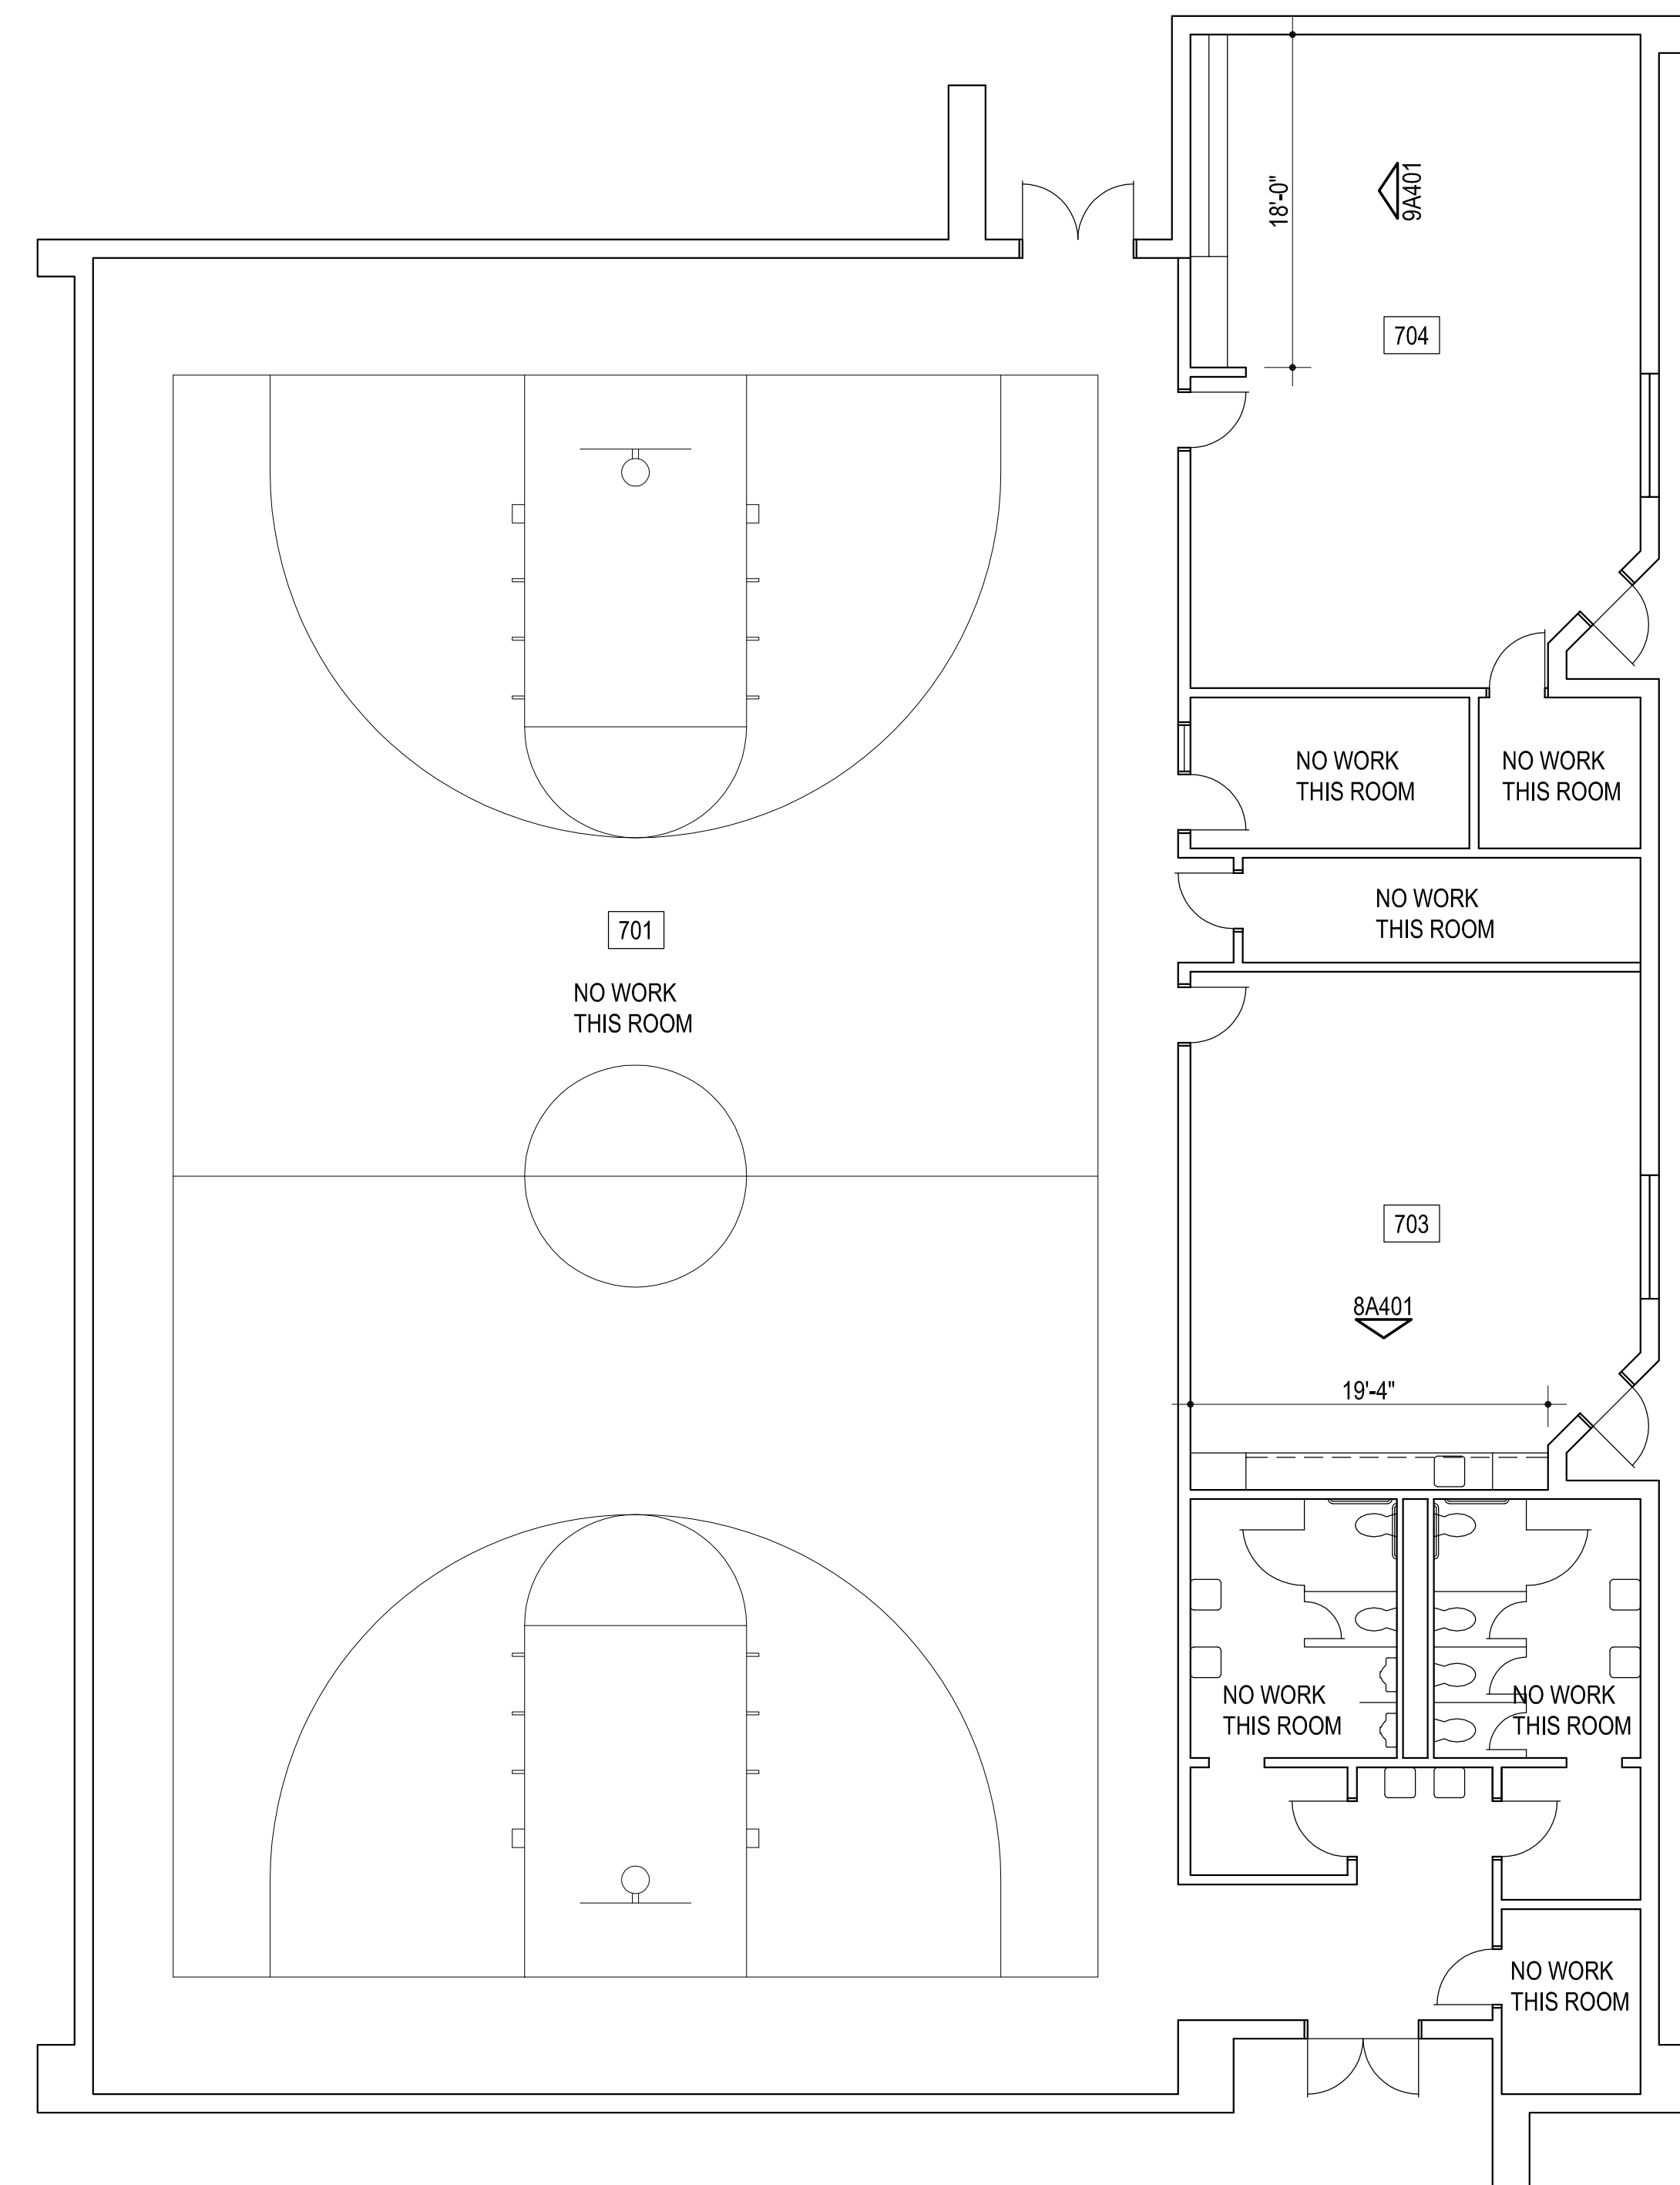 9A401
18'-0"
704
NO WORK
THIS ROOM
NO WORK
THIS ROOM
NO WORK
THIS ROOM
701
NO WORK
THIS ROOM
703
8A401
19'-4"
NO WORK
THIS ROOM
NO WORK
THIS ROOM
NO WORK
THIS ROOM